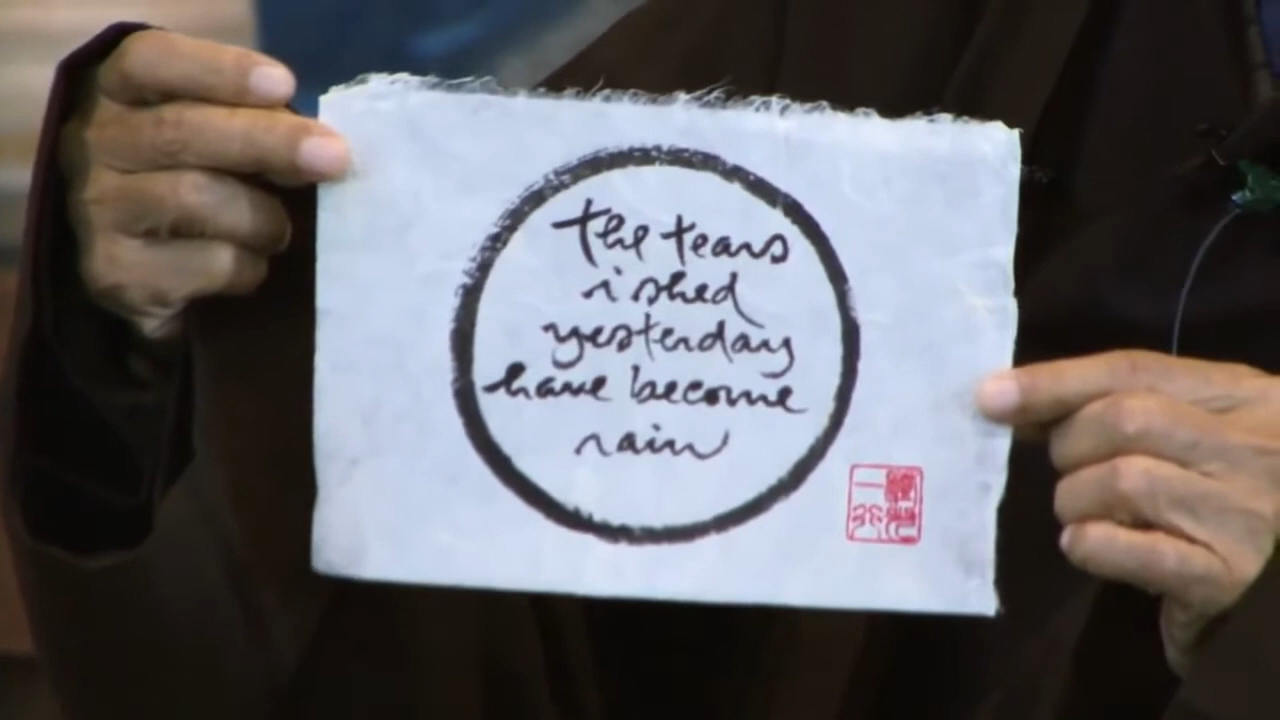 the tears
i shed
yesterday
have become
rain